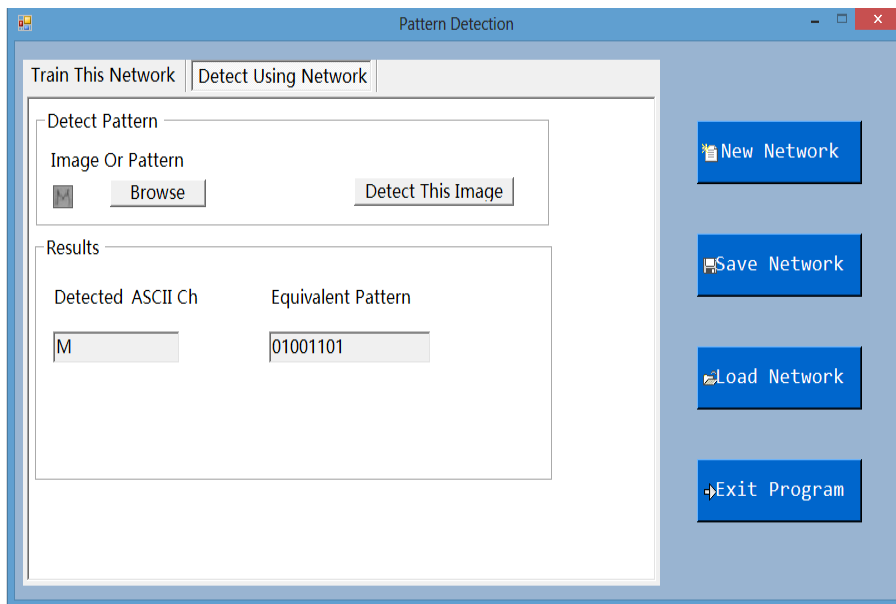 Pattern Detection
Train This Network
Detect Using Network
Detect Pattern
Image Or Pattern
M
Browse
Detect This Image
Results
Detected ASCII Ch
Equivalent Pattern
M
01001101
New Network
Save Network
Load Network
Exit Program